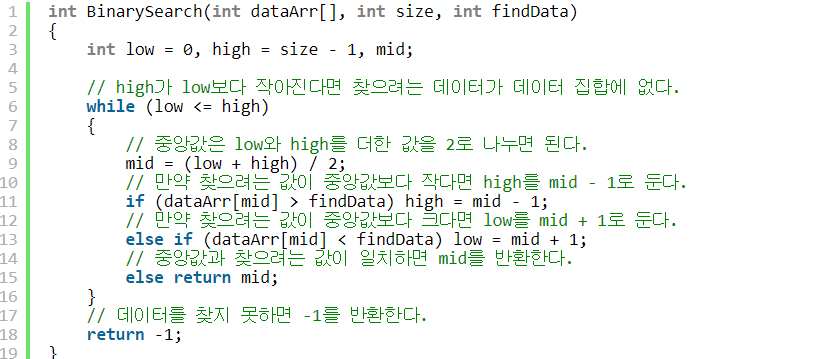 1 int BinarySearch(int dataArr[], int size, int findData)
2 {
3 int low = 0, high = size - 1, mid;
4
5 // high가 low보다 작아진다면 찾으려는 데이터가 데이터 집합에 없다.
6 while (low <= high)
7 {
8 // 중앙값은 low와 high를 더한 값을 2로 나누면 된다.
9 mid = (low + high) / 2;
10 // 만약 찾으려는 값이 중앙값보다 작다면 high를 mid - 1로 둔다.
11 if (dataArr[mid] > findData) high = mid - 1;
12 // 만약 찾으려는 값이 중앙값보다 크다면 low를 mid + 1로 둔다.
13 else if (dataArr[mid] < findData) low = mid + 1;
14 // 중앙값과 찾으려는 값이 일치하면 mid를 반환한다.
15 else return mid;
16 }
17 // 데이터를 찾지 못하면 -1를 반환한다.
18 return -1;
19 }